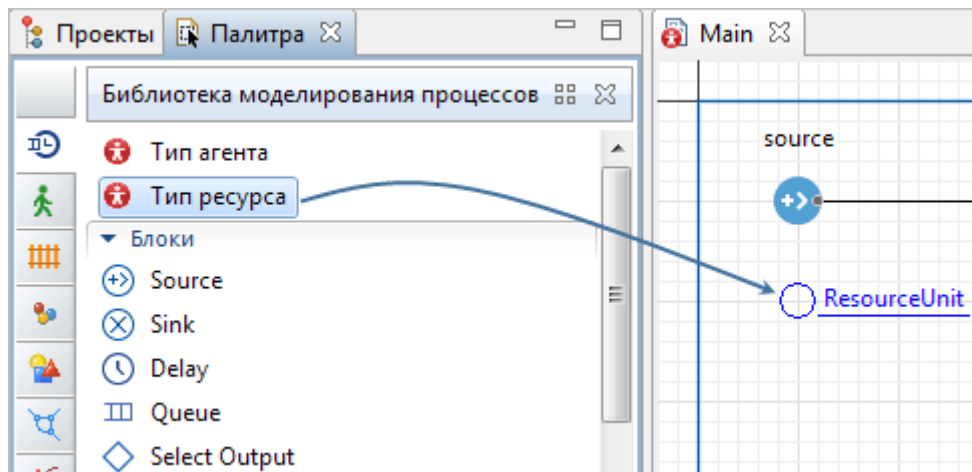 Проекты
Палитра
Main
Библиотека моделирования процессов
Тип агента
Тип ресурса
Блоки
Source
Sink
Delay
Queue
Select Output
source
ResourceUnit